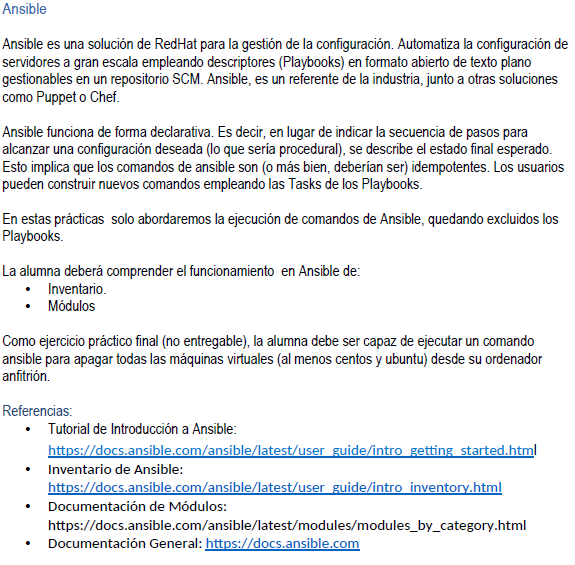 Ansible
Ansible es una solución de RedHat para la gestión de la configuración. Automatiza la configuración de
servidores a gran escala empleando descriptores (Playbooks) en formato abierto de texto plano
gestionables en un repositorio SCM. Ansible, es un referente de la industria, junto a otras soluciones
como Puppet o Chef.
Ansible funciona de forma declarativa. Es decir, en lugar de indicar la secuencia de pasos para
alcanzar una configuración deseada (lo que sería procedural), se describe el estado final esperado.
Esto implica que los comandos de ansible son (o más bien, deberían ser) idempotentes. Los usuarios
pueden construir nuevos comandos empleando las Tasks de los Playbooks.
En estas prácticas  solo abordaremos la ejecución de comandos de Ansible, quedando excluidos los
Playbooks.
La alumna deberá comprender el funcionamiento  en Ansible de:
• Inventario.
• Módulos
Como ejercicio práctico final (no entregable), la alumna debe ser capaz de ejecutar un comando
ansible para apagar todas las máquinas virtuales (al menos centos y ubuntu) desde su ordenador
anfitrión.
Referencias:
• Tutorial de Introducción a Ansible:
https://docs.ansible.com/ansible/latest/user_guide/intro_getting_started.html
• Inventario de Ansible:
https://docs.ansible.com/ansible/latest/user_guide/intro_inventory.html
• Documentación de Módulos:
https://docs.ansible.com/ansible/latest/modules/modules_by_category.html
• Documentación General: https://docs.ansible.com